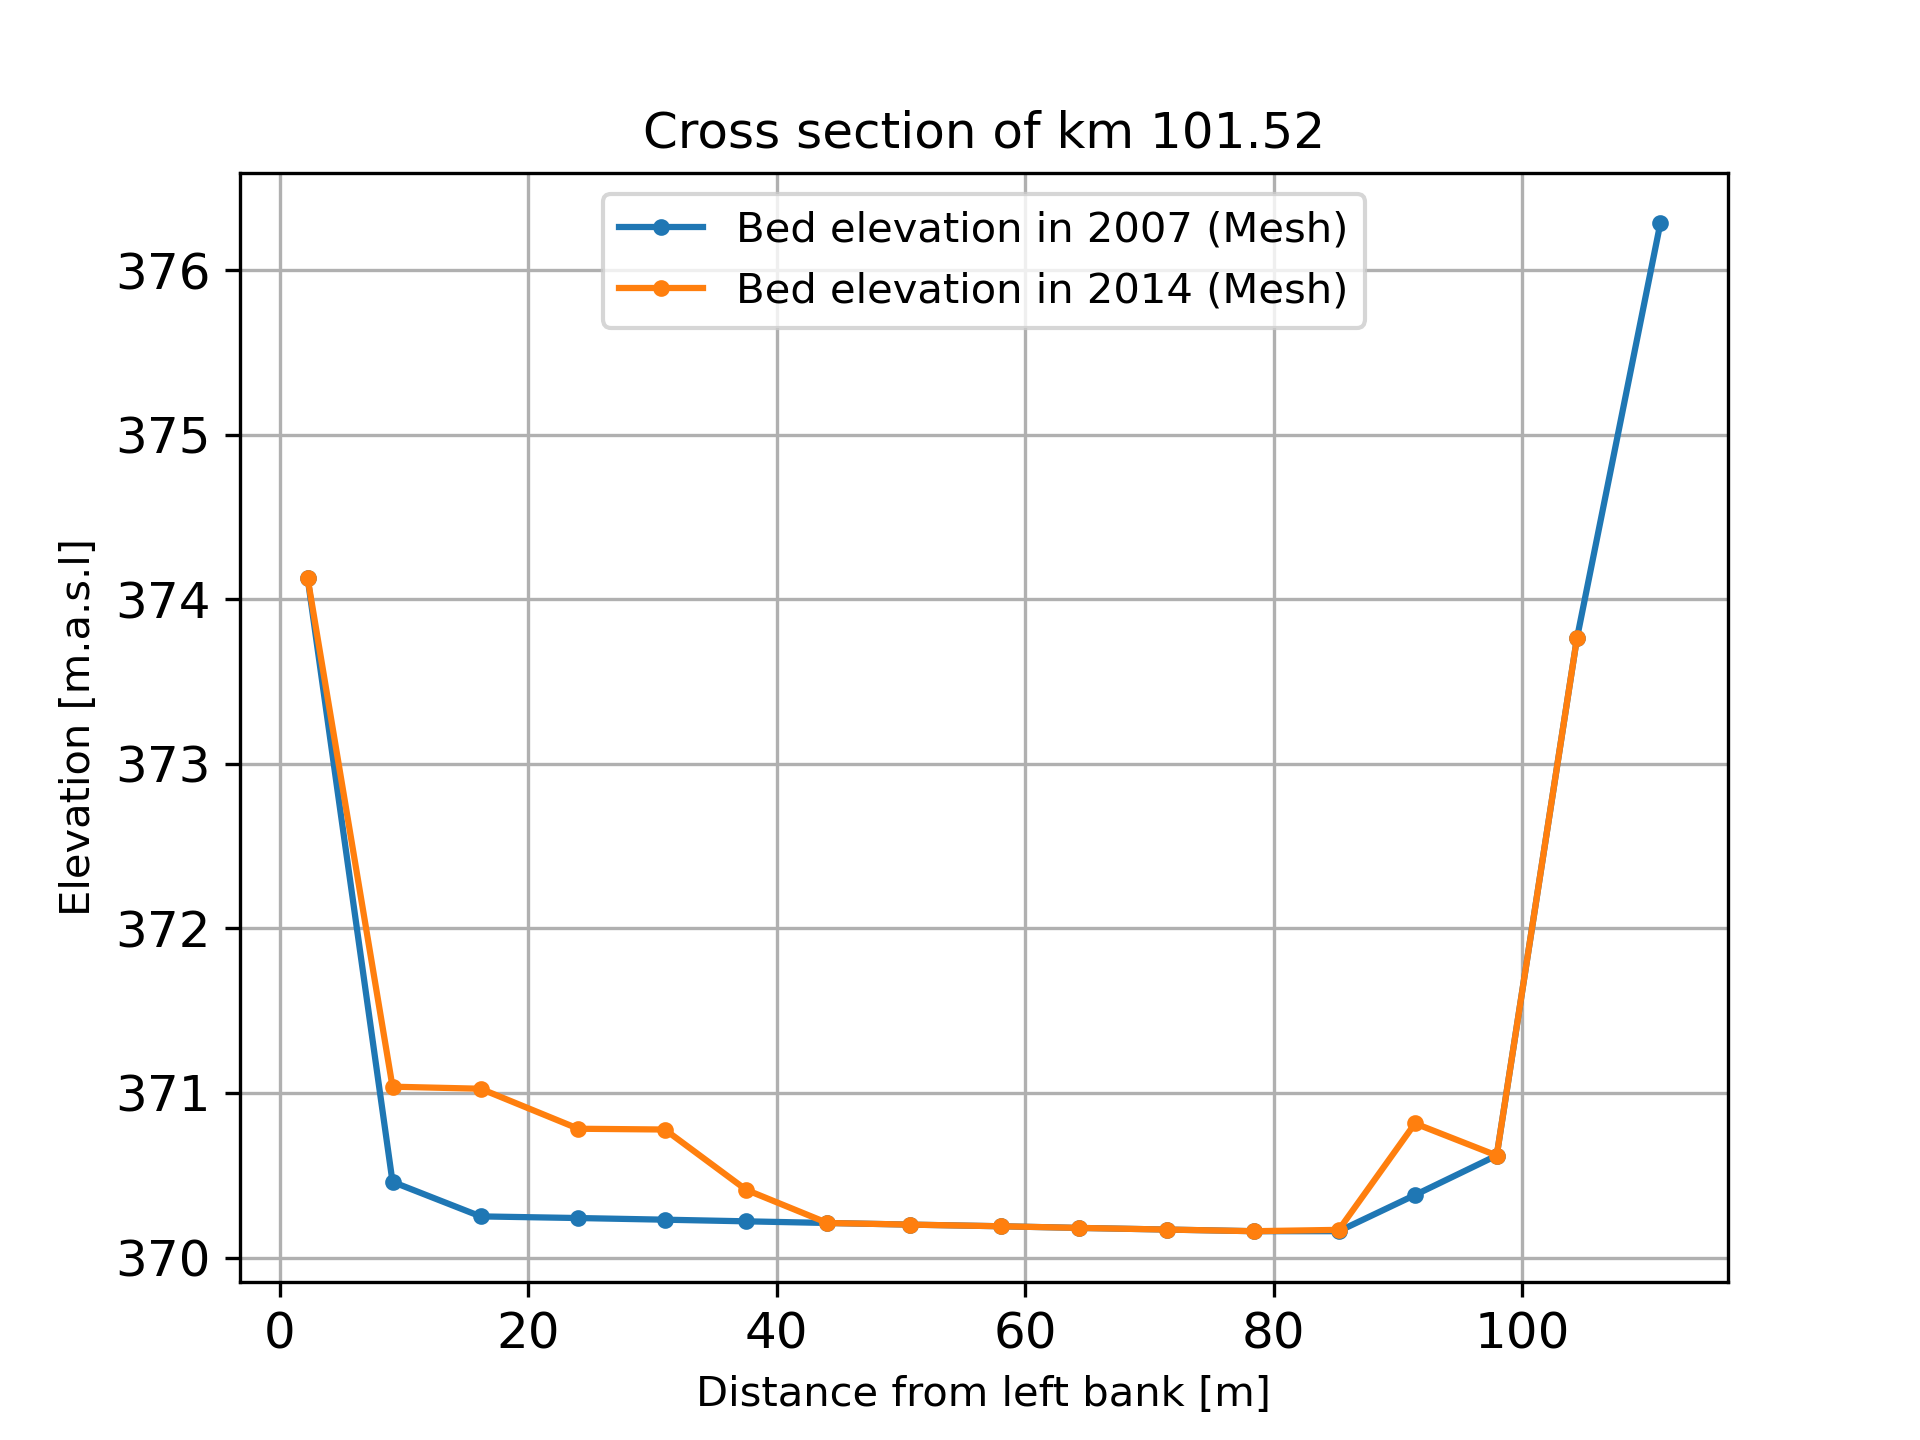 Cross section of km 101.52
Bed elevation in 2007 (Mesh)
Bed elevation in 2014 (Mesh)
376
375
374
373
372
371
370
Elevation [m.a.s.l]
0 20 40 60 80 100
Distance from left bank [m]